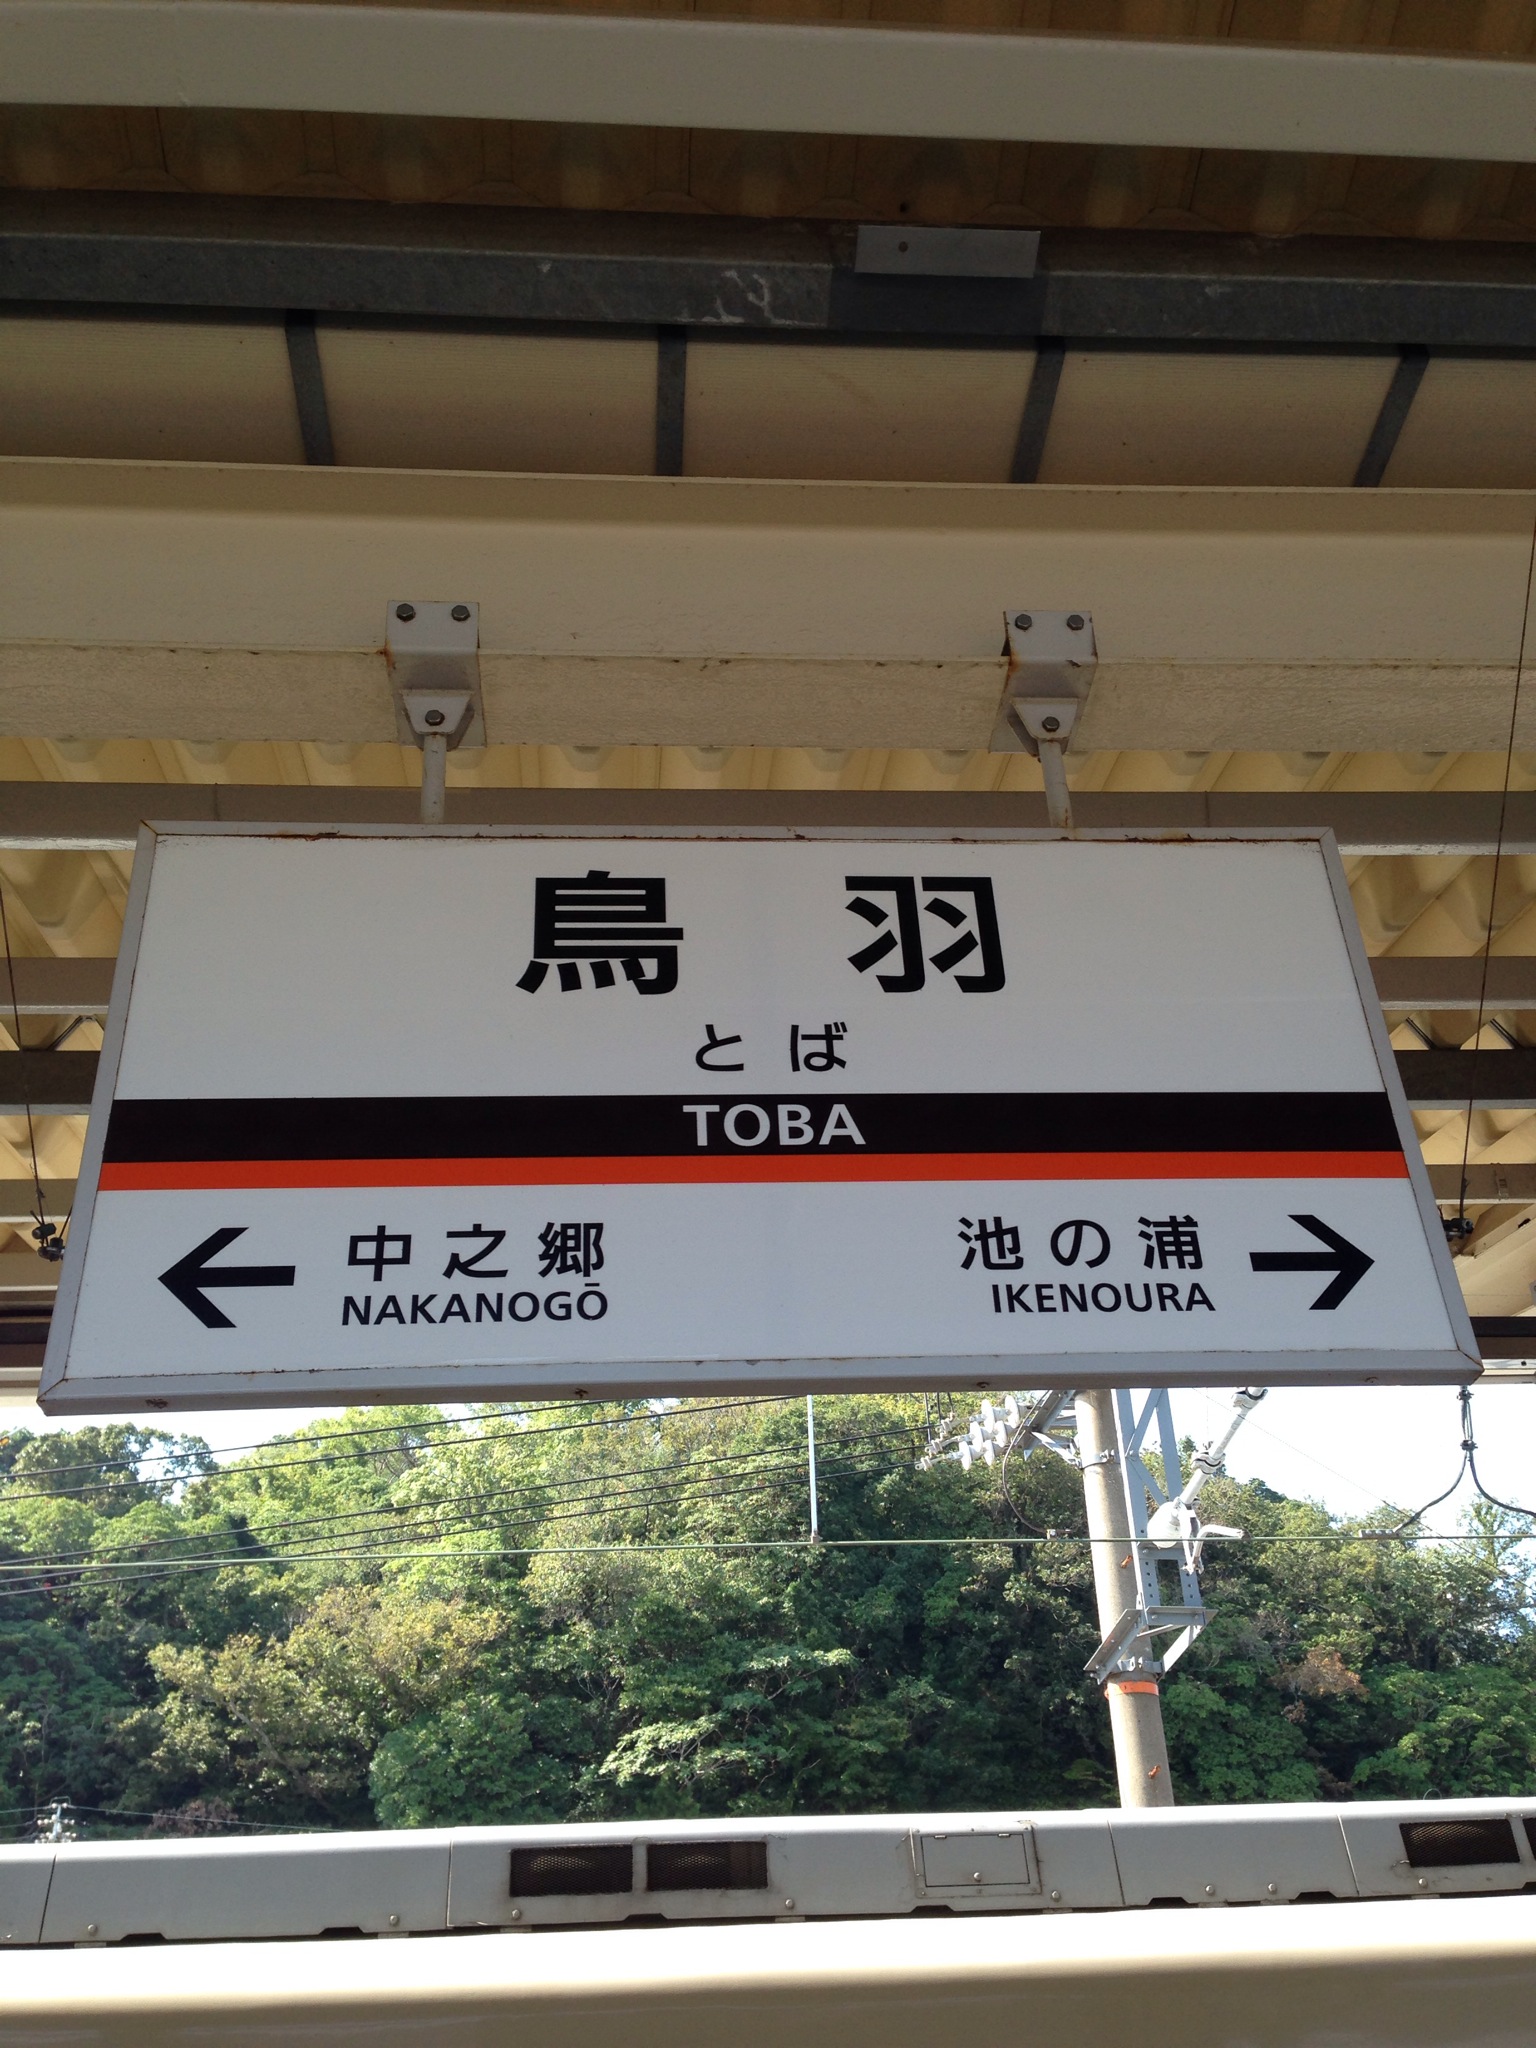 鳥羽
とば
TOBA
← 中之郷
NAKANOGŌ
池の浦 →
IKENOURA